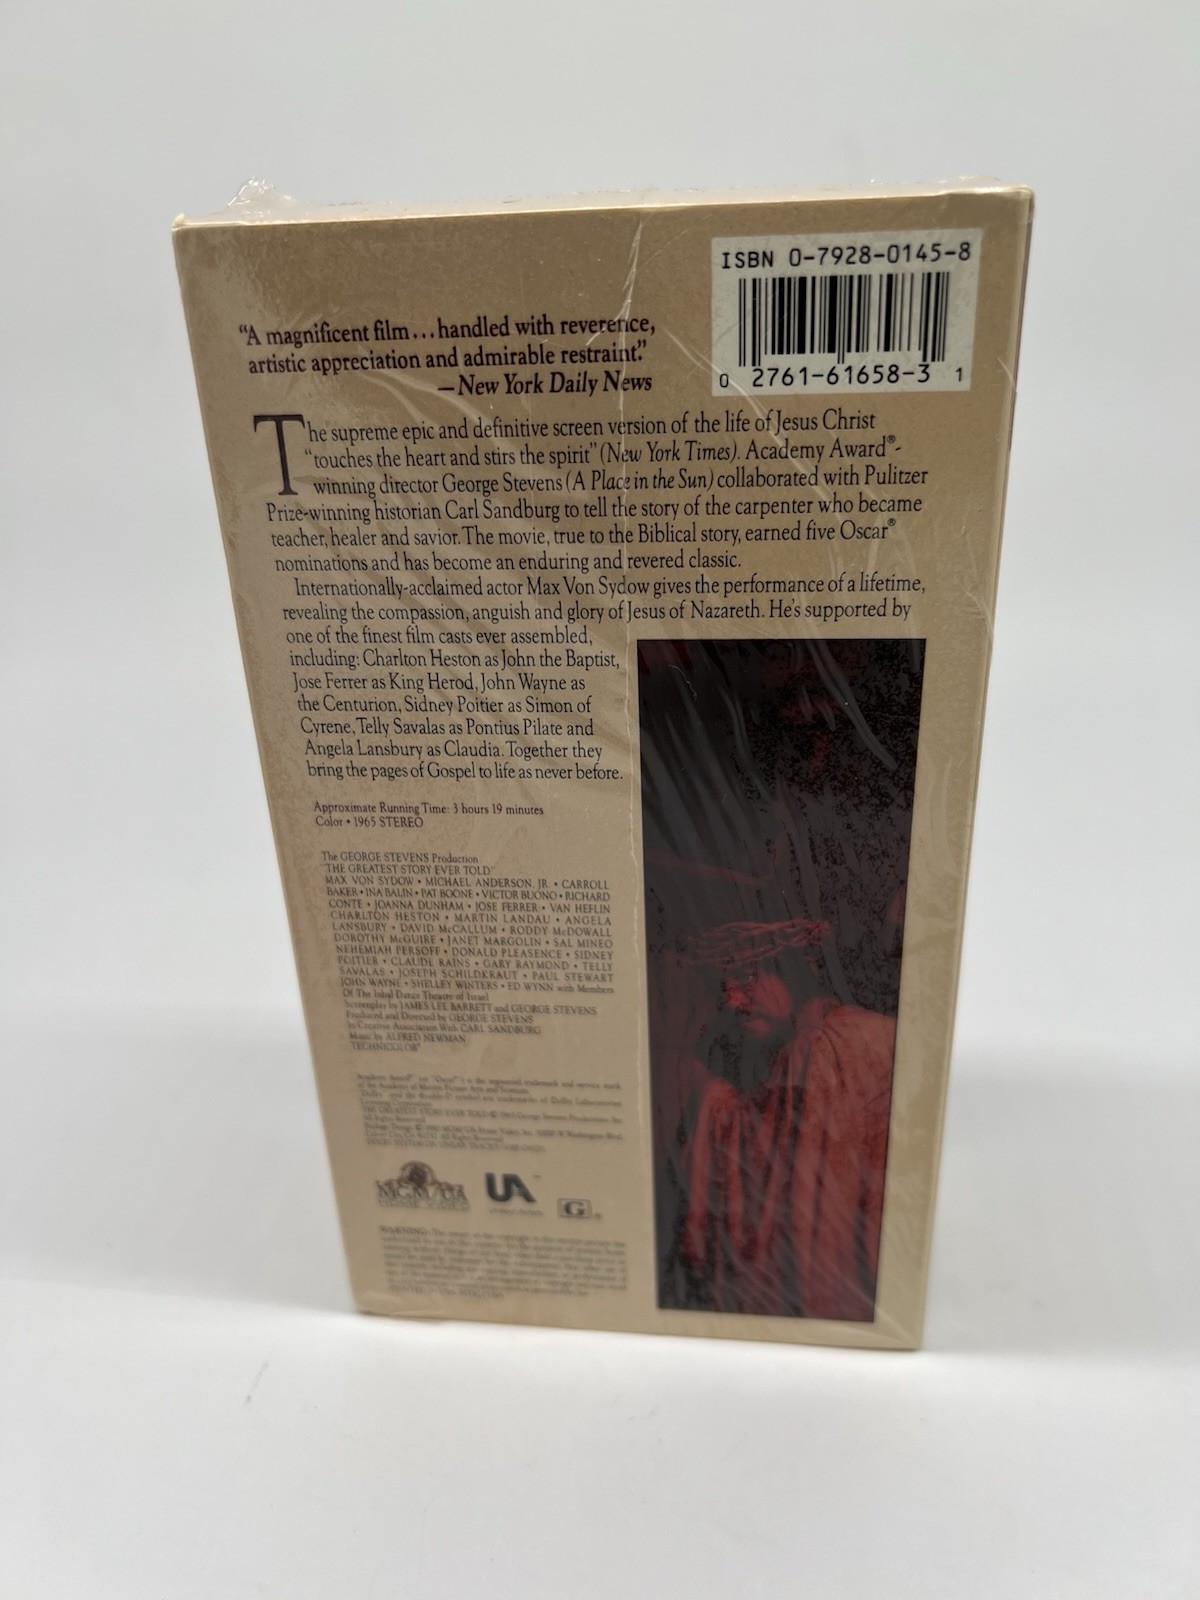 ISBN 0-7928-0145-8
0 2761-61658-3 1
“A magnificent film...handled with reverence,
artistic appreciation and admirable restraint.”
—New York Daily News
The supreme epic and definitive screen version of the life of Jesus Christ
“touches the heart and stirs the spirit” (New York Times). Academy Award®-
winning director George Stevens (A Place in the Sun) collaborated with Pulitzer
Prize-winning historian Carl Sandburg to tell the story of the carpenter who became
teacher, healer and savior. The movie, true to the Biblical story, earned five Oscar®
nominations and has become an enduring and revered classic.
Internationally-acclaimed actor Max Von Sydow gives the performance of a lifetime,
revealing the compassion, anguish and glory of Jesus of Nazareth. He's supported by
one of the finest film casts ever assembled,
including: Charlton Heston as John the Baptist,
Jose Ferrer as King Herod, John Wayne as
the Centurion, Sidney Poitier as Simon of
Cyrene, Telly Savalas as Pontius Pilate and
Angela Lansbury as Claudia. Together they
bring the pages of Gospel to life as never before.
Approximate Running Time: 3 hours 19 minutes
Color • 1965 STEREO
The GEORGE STEVENS Production
"THE GREATEST STORY EVER TOLD"
MAX VON SYDOW • MICHAEL ANDERSON, JR. • CARROLL
BAKER • INA BALIN • PAT BOONE • VICTOR BUONO • RICHARD
CONTE • JOANNA DUNHAM • JOSE FERRER • VAN HEFLIN
CHARLTON HESTON • MARTIN LANDAU • ANGELA
LANSBURY • DAVID McCALLUM • RODDY McDOWALL
DOROTHY McGUIRE • JANET MARGOLIN • SAL MINEO
NEHEMIAH PERSOFF • DONALD PLEASENCE • SIDNEY
POITIER • CLAUDE RAINS • GARY RAYMOND • TELLY
SAVALAS • JOSEPH SCHILDKRAUT • PAUL STEWART
JOHN WAYNE • SHELLEY WINTERS • ED WYNN with Members
Of The Inbal Dance Theatre of Israel
Screenplay by JAMES LEE BARRETT and GEORGE STEVENS
Produced and Directed by GEORGE STEVENS
In Creative Association With CARL SANDBURG
Music by ALFRED NEWMAN
TECHNICOLOR®
MGM/UA
HOME VIDEO
UA
G